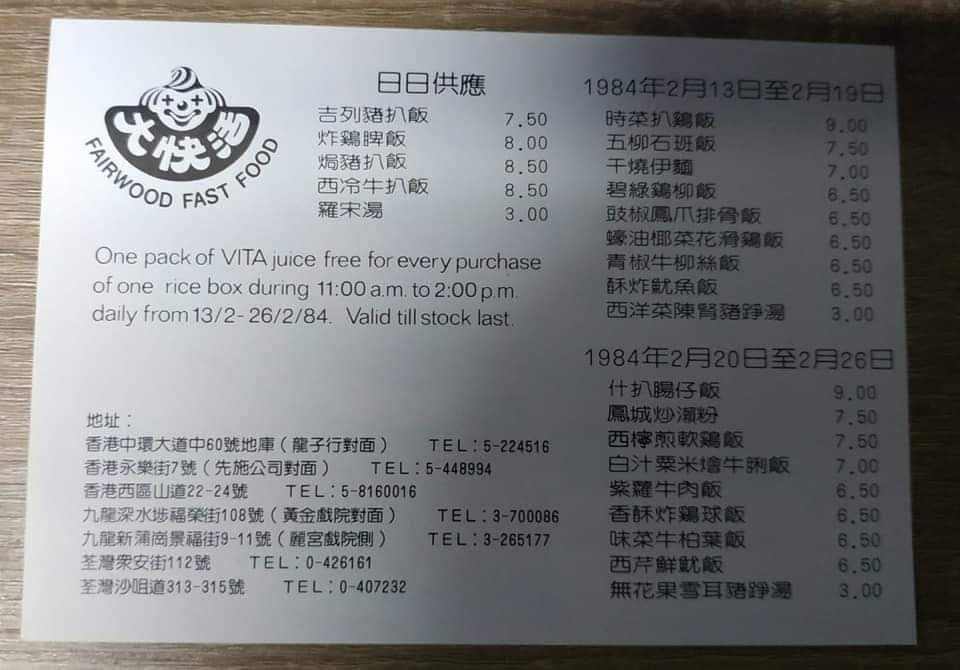 大快活
FAIRWOOD FAST FOOD
日日供應
吉列豬扒飯 7.50
炸鷄脾飯 8.00
焗豬扒飯 8.50
西冷牛扒飯 8.50
羅宋湯 3.00
One pack of VITA juice free for every purchase
of one rice box during 11:00 a.m. to 2:00 p.m.
daily from 13/2-26/2/84. Valid till stock last.
地址：
香港中環大道中60號地庫（龍子行對面） TEL：5-224516
香港永樂街7號（先施公司對面） TEL：5-448994
香港西區山道22-24號 TEL：5-8160016
九龍深水埗福榮街108號（黃金戲院對面） TEL：3-700086
九龍新蒲崗景福街9-11號（麗宮戲院側） TEL：3-265177
荃灣衆安街112號 TEL：0-426161
荃灣沙咀道313-315號 TEL：0-407232
1984年2月13日至2月19日
時菜扒鷄飯 9.00
五柳石班飯 7.50
干燒伊麵 7.00
碧綠鷄柳飯 6.50
豉椒鳳爪排骨飯 6.50
蠔油椰菜花滑鷄飯 6.50
青椒牛柳絲飯 6.50
酥炸魷魚飯 6.50
西洋菜陳腎豬踭湯 3.00
1984年2月20日至2月26日
什扒腸仔飯 9.00
鳳城炒瀨粉 7.50
西檸煎軟鷄飯 7.50
白汁粟米燴牛脷飯 7.00
紫蘿牛肉飯 6.50
香酥炸鷄球飯 6.50
味菜牛柏葉飯 6.50
西芹鮮魷飯 6.50
無花果雪耳豬踭湯 3.00